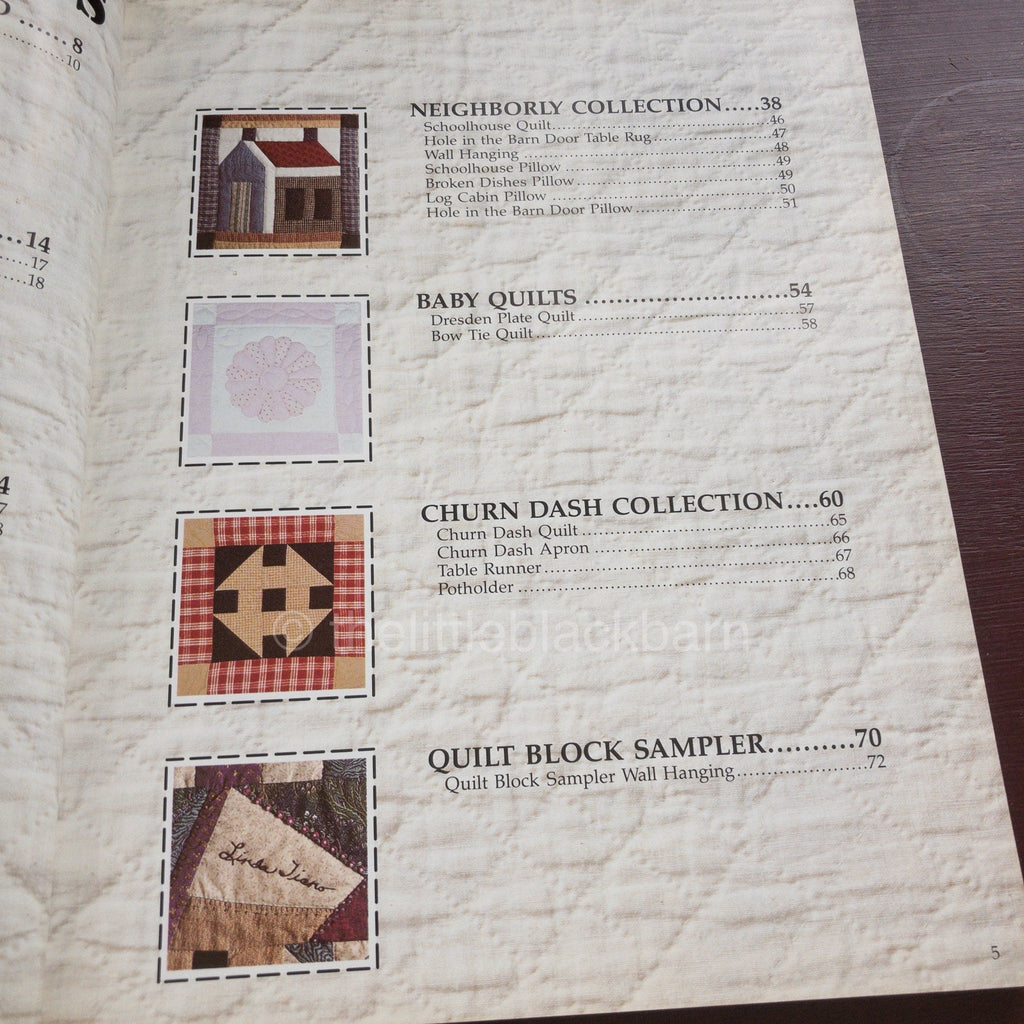 S
8
10
14
17
18
4
7
8
NEIGHBORLY COLLECTION.....38
Schoolhouse Quilt..........46
Hole in the Barn Door Table Rug..........47
Wall Hanging..........48
Schoolhouse Pillow..........49
Broken Dishes Pillow..........49
Log Cabin Pillow..........50
Hole in the Barn Door Pillow..........51
BABY QUILTS..........54
Dresden Plate Quilt..........57
Bow Tie Quilt..........58
CHURN DASH COLLECTION....60
Churn Dash Quilt..........65
Churn Dash Apron..........66
Table Runner..........67
Potholder..........68
© thelittleblackbarn
QUILT BLOCK SAMPLER..........70
Quilt Block Sampler Wall Hanging..........72
Linda Tiano
5